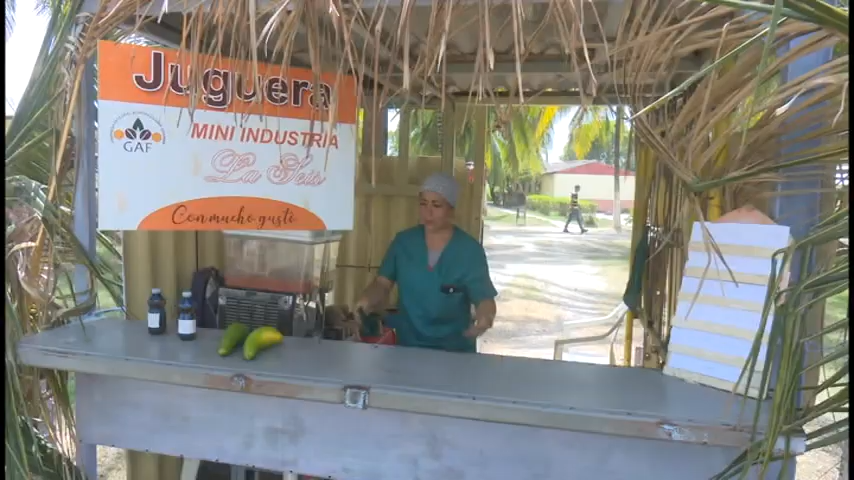 Juguera
MINI INDUSTRIA
GAF
La Seis
Con mucho gusto